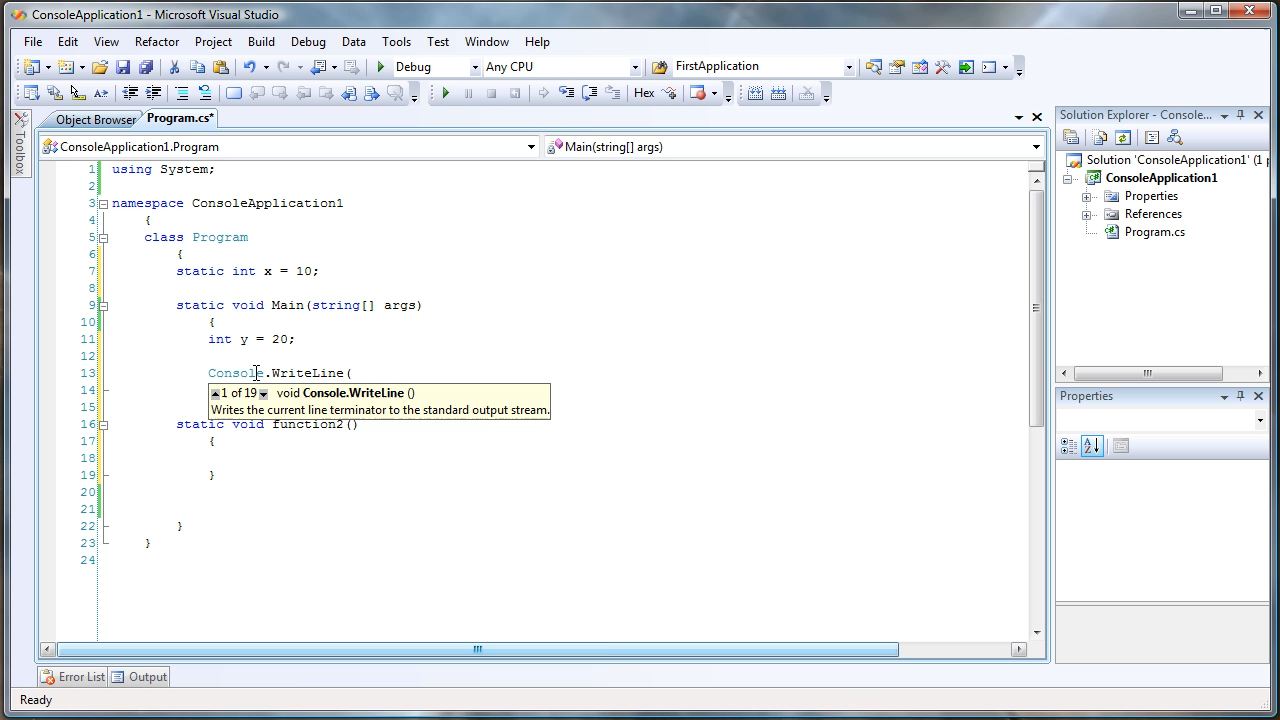 ConsoleApplication1 - Microsoft Visual Studio
File Edit View Refactor Project Build Debug Data Tools Test Window Help
Debug Any CPU FirstApplication
Hex
Toolbox
Object Browser Program.cs*
ConsoleApplication1.Program Main(string[] args)
1 using System;
2
3 namespace ConsoleApplication1
4 {
5 class Program
6 {
7 static int x = 10;
8
9 static void Main(string[] args)
10 {
11 int y = 20;
12
13 Console.WriteLine(
14
1 of 19 void Console.WriteLine ()
15
Writes the current line terminator to the standard output stream.
16 static void function2()
17 {
18
19 }
20
21
22 }
23 }
24
Solution Explorer - Console...
Solution 'ConsoleApplication1' (1 p
ConsoleApplication1
Properties
References
Program.cs
Properties
Error List Output
Ready